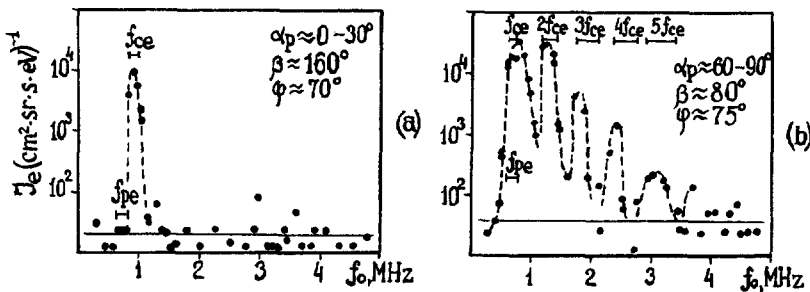 J_e (cm²·sr·s·eV)⁻¹
10⁴
10³
10²
f_ce
f_pe
α_p≈0–30°
β≈160°
φ≈70°
(a)
1 2 3 f_o, MHz 4
10⁴
10³
10²
f_ce 2f_ce 3f_ce 4f_ce 5f_ce
f_pe
α_p≈60–90°
β≈80°
φ≈75°
(b)
1 2 3 4 f_o, MHz